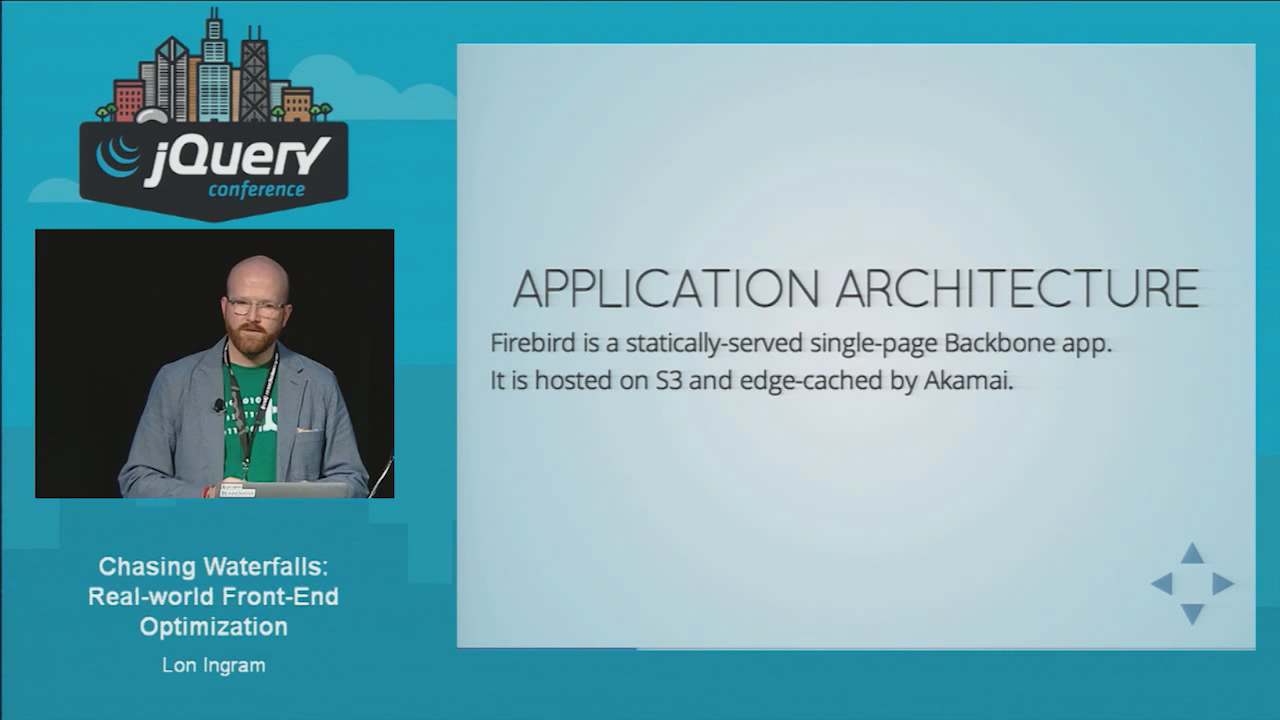 jQuery
conference
Chasing Waterfalls:
Real-world Front-End
Optimization
Lon Ingram
APPLICATION ARCHITECTURE
Firebird is a statically-served single-page Backbone app.
It is hosted on S3 and edge-cached by Akamai.